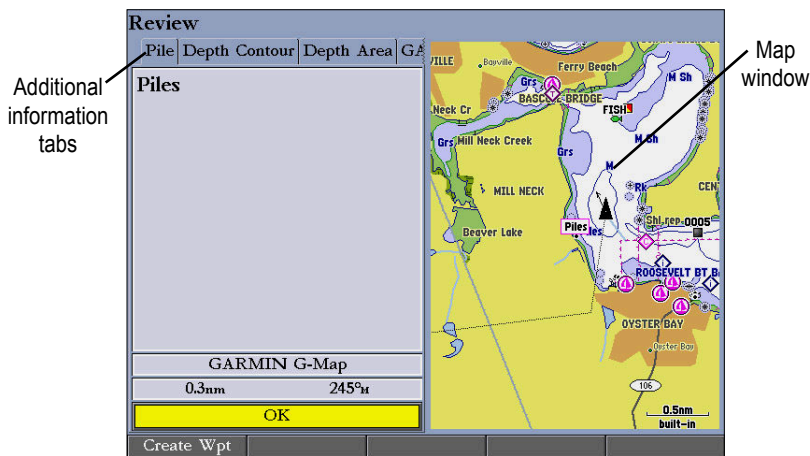 Review
Pile
Depth Contour
Depth Area
GA
Additional
information
tabs
Piles
GARMIN G-Map
0.3nm
245°M
OK
Create Wpt
Map
window
VILLE
Bayville
Ferry Beach
Grs
BASCULE BRIDGE
M Sh
FISH
Neck Cr
Grs
Mill Neck Creek
Grs
M Sh
M
Rk
CEN
MILL NECK
Shl rep
0005
Beaver Lake
Piles
les
ROOSEVELT BT B
OYSTER BAY
Oyster Bay
106
0.5nm
built-in